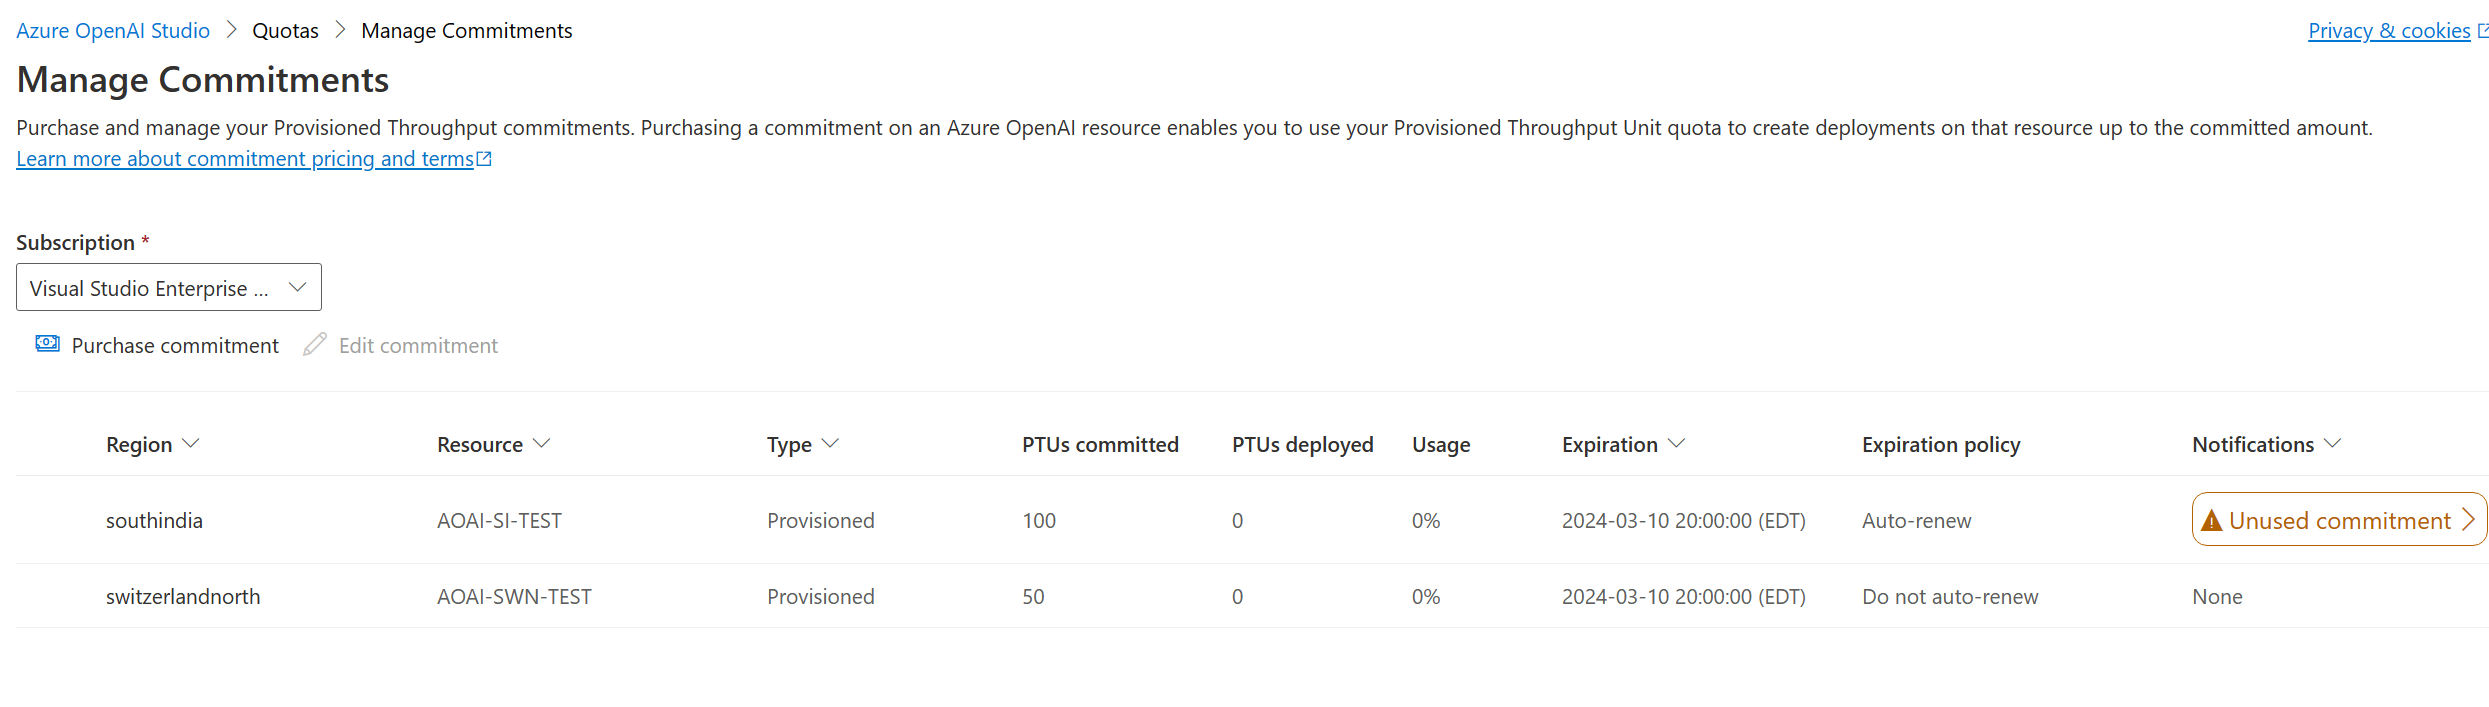 Azure OpenAI Studio > Quotas > Manage Commitments
Privacy & cookies
Manage Commitments
Purchase and manage your Provisioned Throughput commitments. Purchasing a commitment on an Azure OpenAI resource enables you to use your Provisioned Throughput Unit quota to create deployments on that resource up to the committed amount.
Learn more about commitment pricing and terms
Subscription *
Visual Studio Enterprise ...
Purchase commitment Edit commitment
Region Resource Type PTUs committed PTUs deployed Usage Expiration Expiration policy Notifications
southindia AOAI-SI-TEST Provisioned 100 0 0% 2024-03-10 20:00:00 (EDT) Auto-renew Unused commitment >
switzerlandnorth AOAI-SWN-TEST Provisioned 50 0 0% 2024-03-10 20:00:00 (EDT) Do not auto-renew None